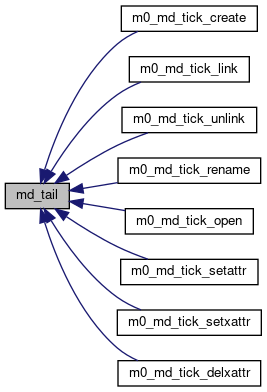 m0_md_tick_create
m0_md_tick_link
m0_md_tick_unlink
md_tail
m0_md_tick_rename
m0_md_tick_open
m0_md_tick_setattr
m0_md_tick_setxattr
m0_md_tick_delxattr